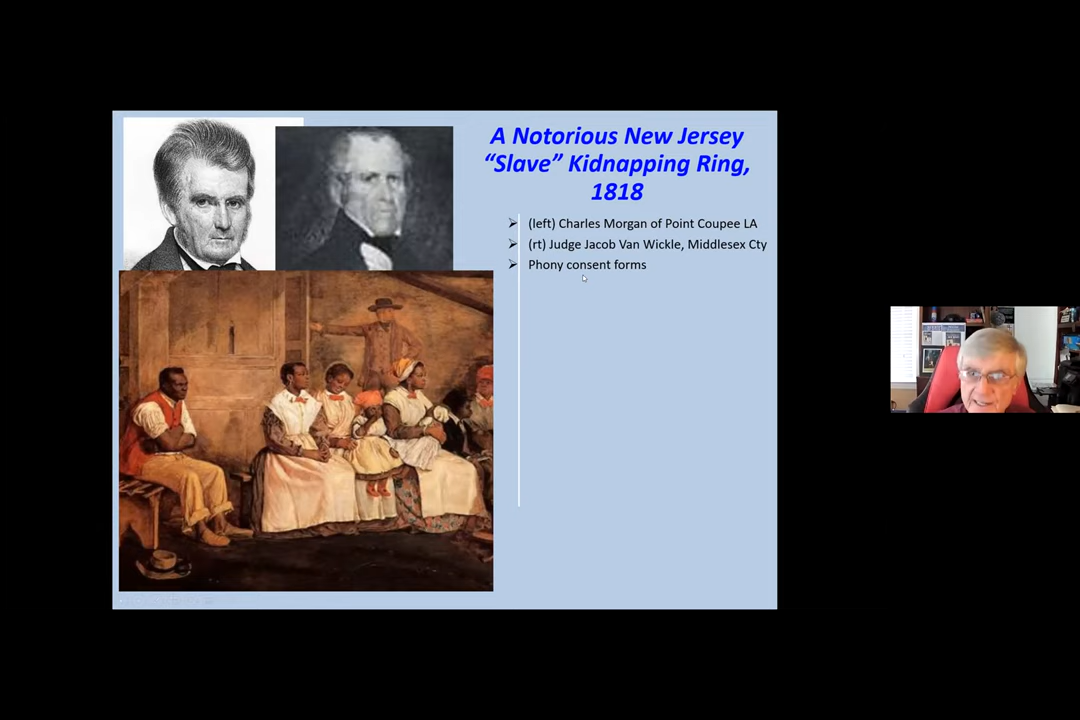 A Notorious New Jersey
“Slave” Kidnapping Ring,
1818
(left) Charles Morgan of Point Coupee LA
(rt) Judge Jacob Van Wickle, Middlesex Cty
Phony consent forms